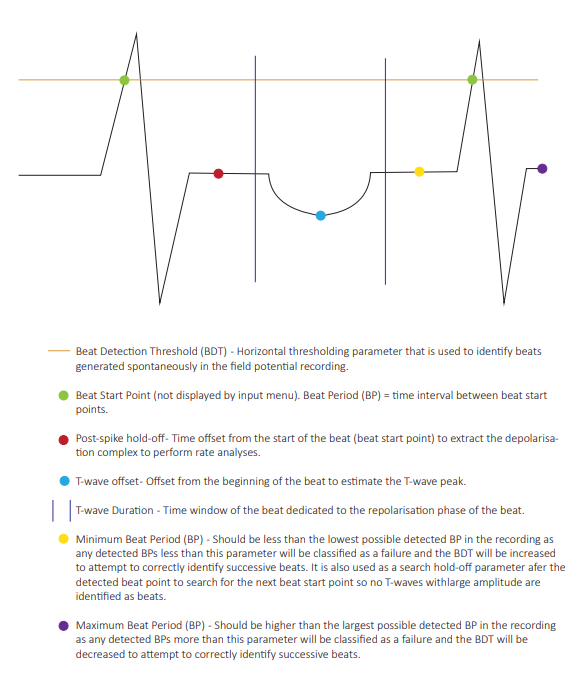 Beat Detection Threshold (BDT) - Horizontal thresholding parameter that is used to identify beats
generated spontaneously in the field potential recording.
Beat Start Point (not displayed by input menu). Beat Period (BP) = time interval between beat start
points.
Post-spike hold-off- Time offset from the start of the beat (beat start point) to extract the depolarisa-
tion complex to perform rate analyses.
T-wave offset- Offset from the beginning of the beat to estimate the T-wave peak.
T-wave Duration - Time window of the beat dedicated to the repolarisation phase of the beat.
Minimum Beat Period (BP) - Should be less than the lowest possible detected BP in the recording as
any detected BPs less than this parameter will be classified as a failure and the BDT will be increased
to attempt to correctly identify successive beats. It is also used as a search hold-off parameter afer the
detected beat point to search for the next beat start point so no T-waves withlarge amplitude are
identified as beats.
Maximum Beat Period (BP) - Should be higher than the largest possible detected BP in the recording
as any detected BPs more than this parameter will be classified as a failure and the BDT will be
decreased to attempt to correctly identify successive beats.